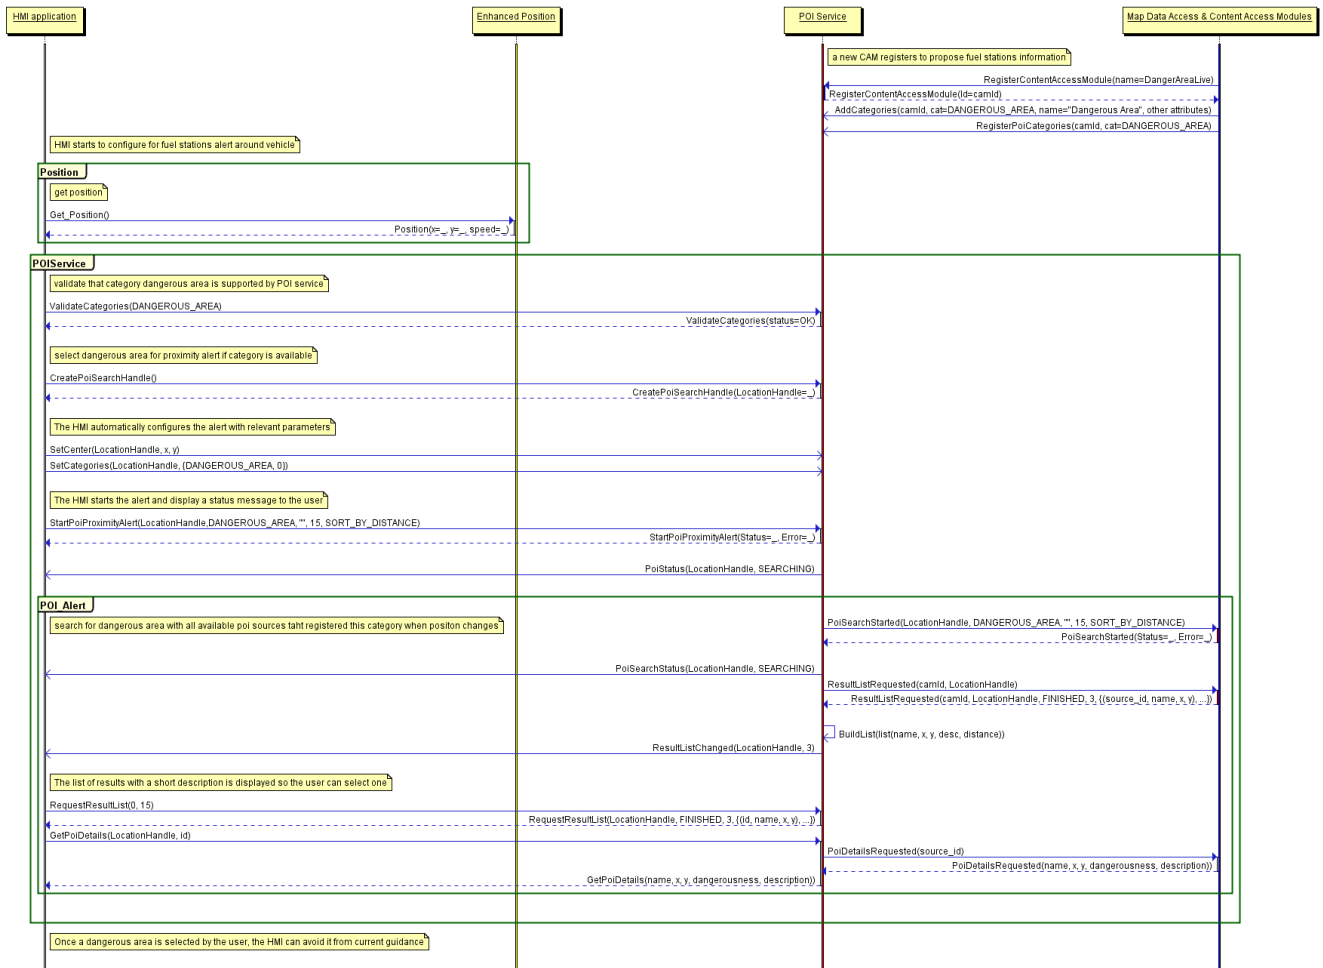 HMI application
Enhanced Position
POI Service
Map Data Access & Content Access Modules
a new CAM registers to propose fuel stations information
RegisterContentAccessModule(name=DangerAreaLive)
RegisterContentAccessModule(Id=camId)
AddCategories(camId, cat=DANGEROUS_AREA, name="Dangerous Area", other attributes)
RegisterPoiCategories(camId, cat=DANGEROUS_AREA)
HMI starts to configure for fuel stations alert around vehicle
Position
get position
Get_Position()
Position(x=_, y=_, speed=_)
POIService
validate that category dangerous area is supported by POI service
ValidateCategories(DANGEROUS_AREA)
ValidateCategories(status=OK)
select dangerous area for proximity alert if category is available
CreatePoiSearchHandle()
CreatePoiSearchHandle(LocationHandle=_)
The HMI automatically configures the alert with relevant parameters
SetCenter(LocationHandle, x, y)
SetCategories(LocationHandle, {DANGEROUS_AREA, 0})
The HMI starts the alert and display a status message to the user
StartPoiProximityAlert(LocationHandle,DANGEROUS_AREA, "", 15, SORT_BY_DISTANCE)
StartPoiProximityAlert(Status=_, Error=_)
PoiStatus(LocationHandle, SEARCHING)
POI_Alert
search for dangerous area with all available poi sources taht registered this category when positon changes
PoiSearchStarted(LocationHandle, DANGEROUS_AREA, "", 15, SORT_BY_DISTANCE)
PoiSearchStarted(Status=_, Error=_)
PoiSearchStatus(LocationHandle, SEARCHING)
ResultListRequested(camId, LocationHandle)
ResultListRequested(camId, LocationHandle, FINISHED, 3, {(source_id, name, x, y), ...})
BuildList(list(name, x, y, desc, distance))
ResultListChanged(LocationHandle, 3)
The list of results with a short description is displayed so the user can select one
RequestResultList(0, 15)
RequestResultList(LocationHandle, FINISHED, 3, {(id, name, x, y), ...})
GetPoiDetails(LocationHandle, id)
PoiDetailsRequested(source_id)
PoiDetailsRequested(name, x, y, dangerousness, description))
GetPoiDetails(name, x, y, dangerousness, description))
Once a dangerous area is selected by the user, the HMI can avoid it from current guidance